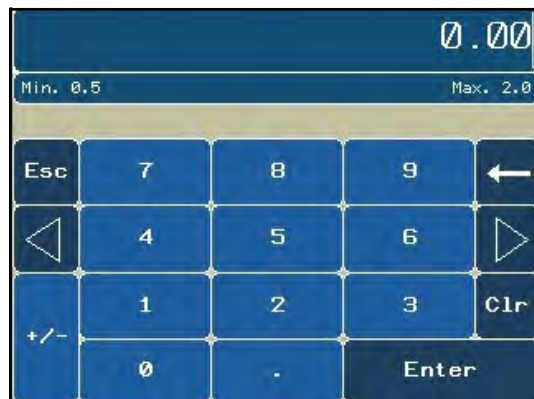 0.00
Min. 0.5 Max. 2.0
Esc 7 8 9
4 5 6
1 2 3 Clr
+/-
0 . Enter